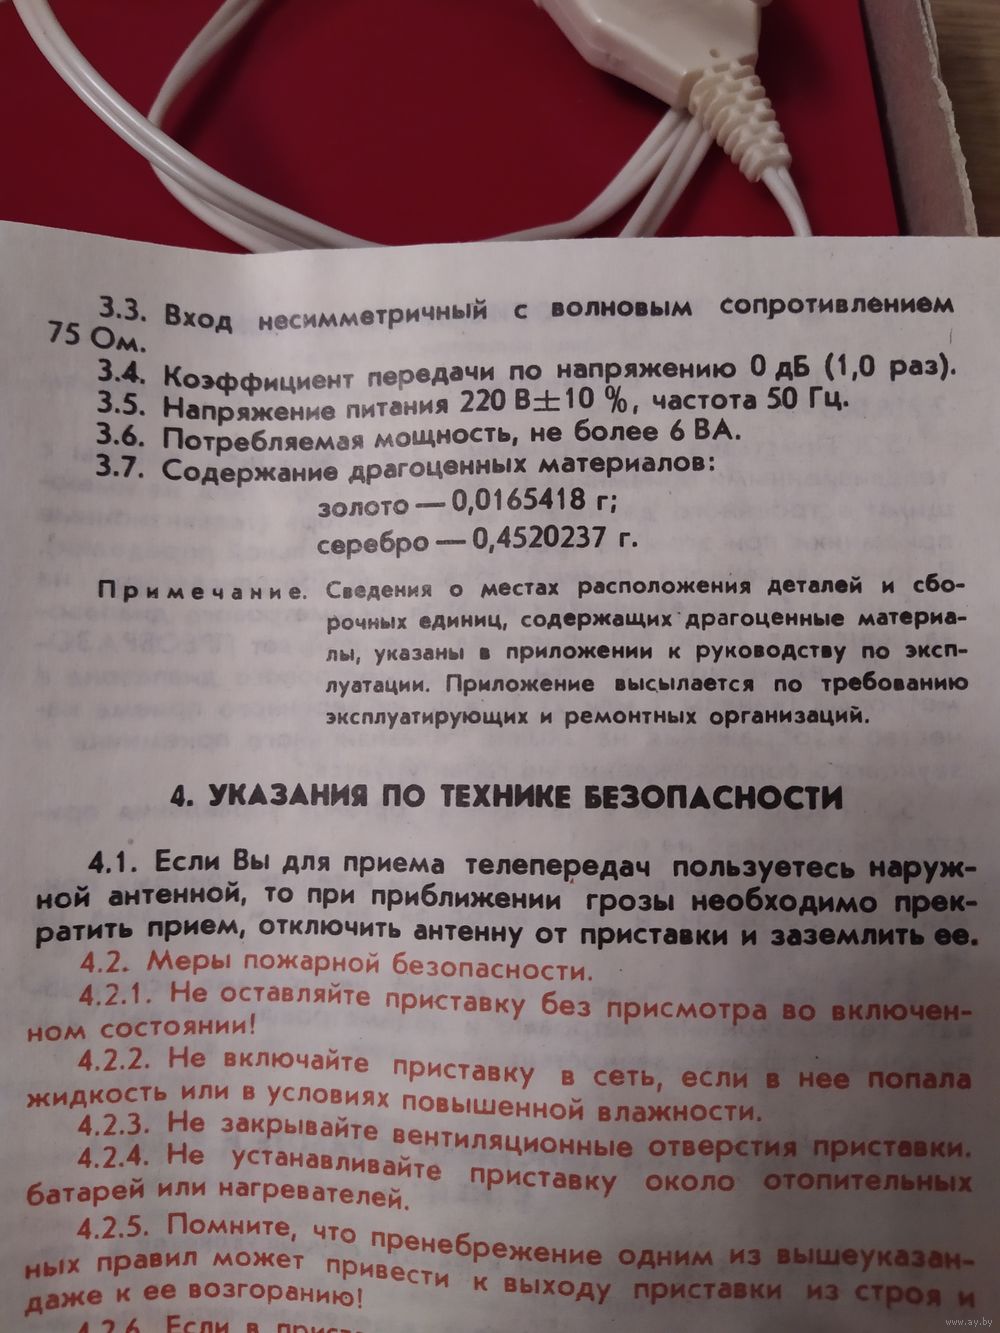 3.3. Вход несимметричный с волновым сопротивлением
75 Ом.
3.4. Коэффициент передачи по напряжению 0 дБ (1,0 раз).
3.5. Напряжение питания 220 В±10 %, частота 50 Гц.
3.6. Потребляемая мощность, не более 6 ВА.
3.7. Содержание драгоценных материалов:
золото — 0,0165418 г;
серебро — 0,4520237 г.
Примечание. Сведения о местах расположения деталей и сбо-
рочных единиц, содержащих драгоценные материа-
лы, указаны в приложении к руководству по эксп-
луатации. Приложение высылается по требованию
эксплуатирующих и ремонтных организаций.
4. УКАЗАНИЯ ПО ТЕХНИКЕ БЕЗОПАСНОСТИ
4.1. Если Вы для приема телепередач пользуетесь наруж-
ной антенной, то при приближении грозы необходимо прек-
ратить прием, отключить антенну от приставки и заземлить ее.
4.2. Меры пожарной безопасности.
4.2.1. Не оставляйте приставку без присмотра во включен-
ном состоянии!
4.2.2. Не включайте приставку в сеть, если в нее попала
жидкость или в условиях повышенной влажности.
4.2.3. Не закрывайте вентиляционные отверстия приставки.
4.2.4. Не устанавливайте приставку около отопительных
батарей или нагревателей.
4.2.5. Помните, что пренебрежение одним из вышеуказан-
ных правил может привести к выходу приставки из строя и
даже к ее возгоранию!
4.2.6. Если в
www.ay.by